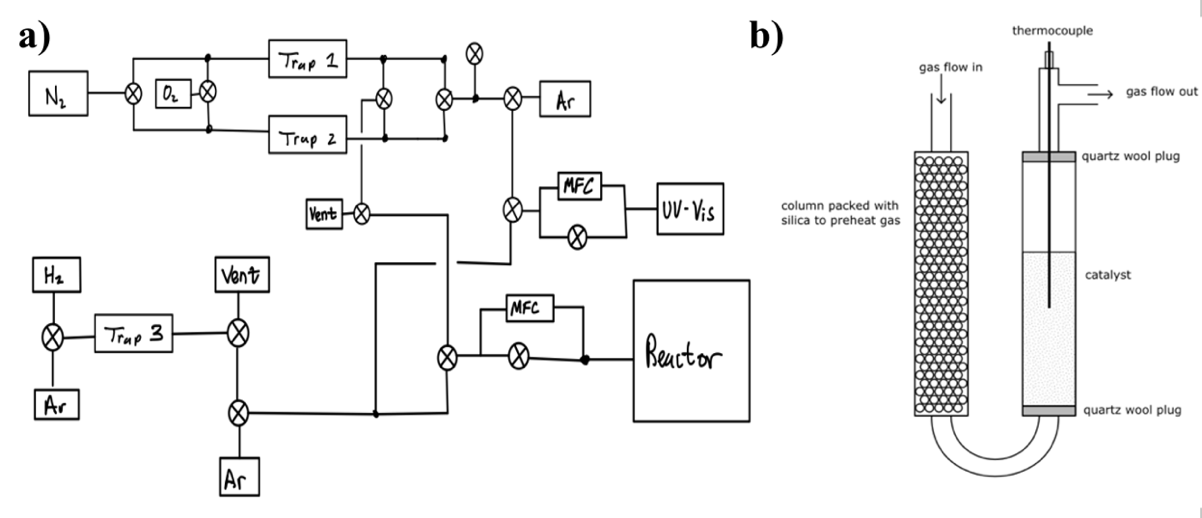 a)
N₂
O₂
Trap 1
Trap 2
Ar
Vent
MFC
UV-Vis
H₂
Vent
Trap 3
Ar
Ar
MFC
Reactor
b)
thermocouple
gas flow in
gas flow out
quartz wool plug
column packed with
silica to preheat gas
catalyst
quartz wool plug